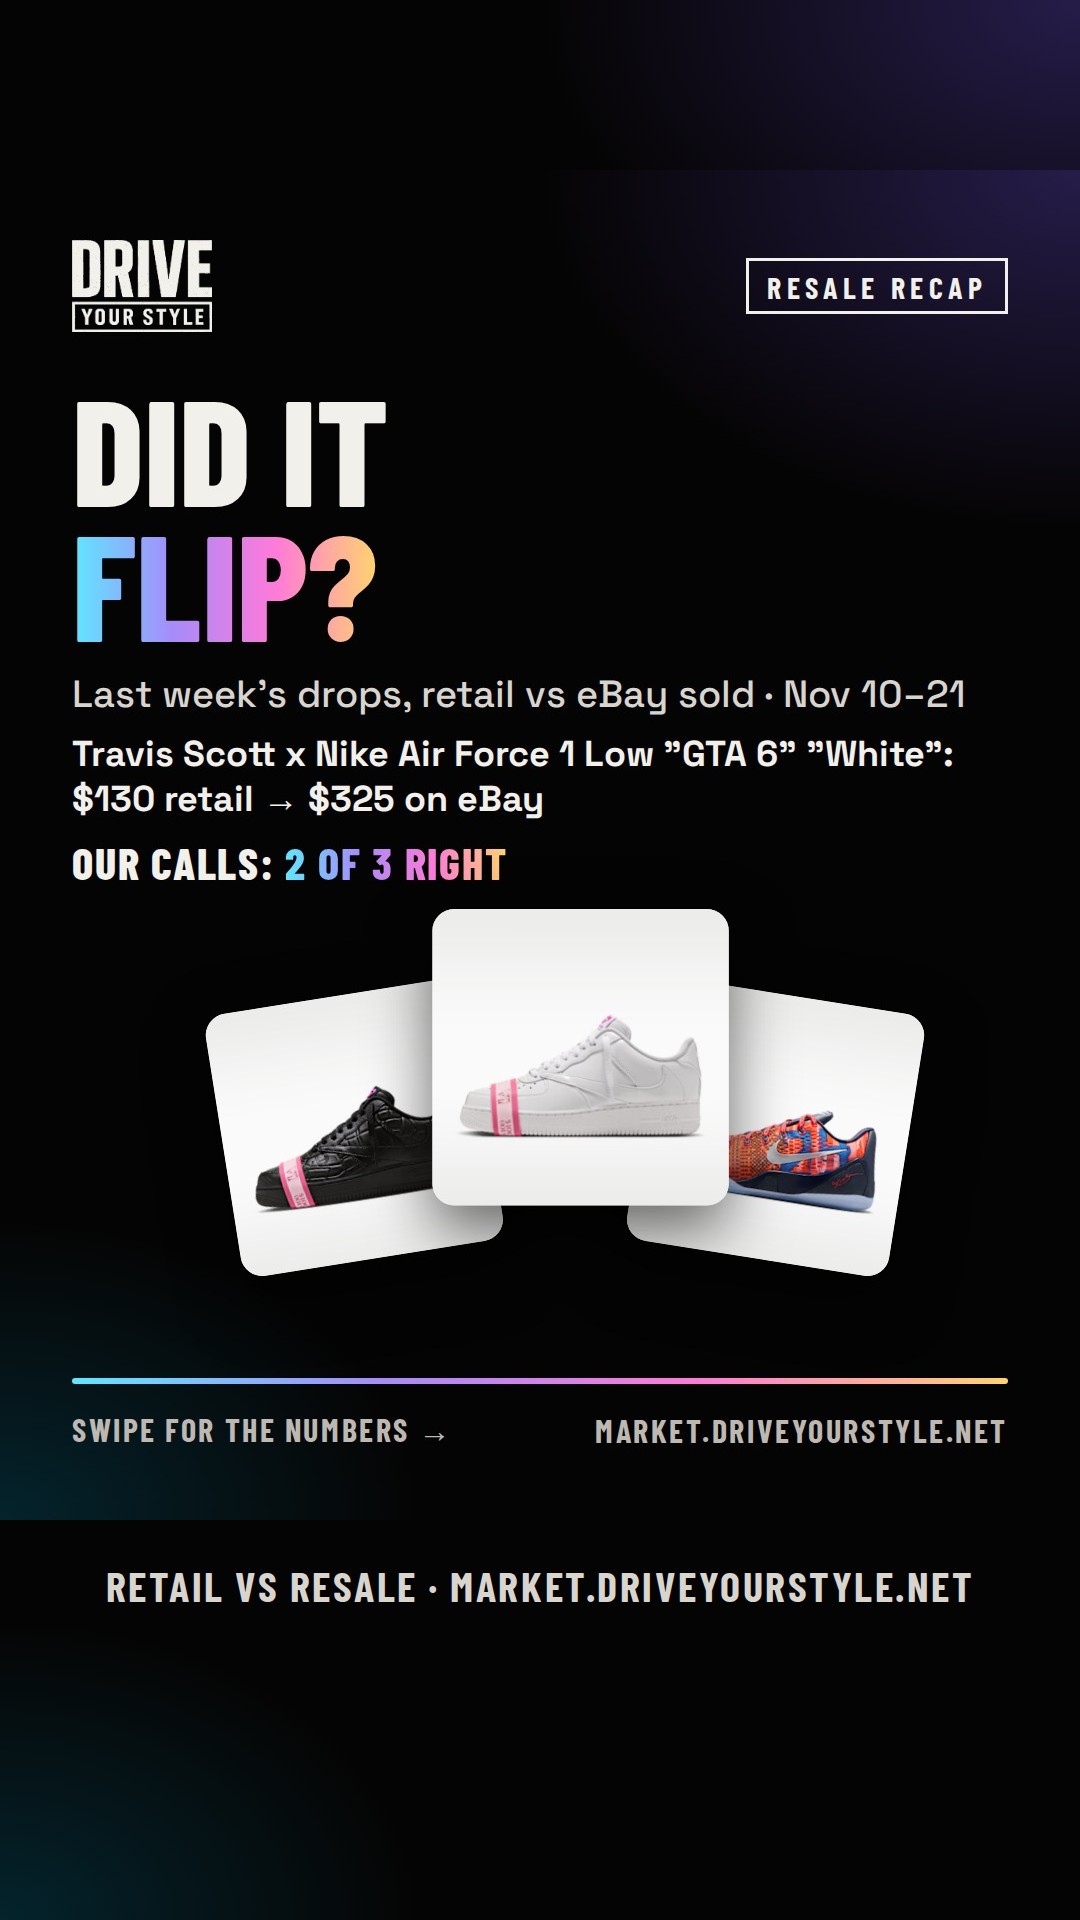 DRIVE
YOUR STYLE
RESALE RECAP
DID IT
FLIP?
Last week’s drops, retail vs eBay sold · Nov 10–21
Travis Scott x Nike Air Force 1 Low ”GTA 6” ”White”:
$130 retail → $325 on eBay
OUR CALLS: 2 OF 3 RIGHT
SWIPE FOR THE NUMBERS →
MARKET.DRIVEYOURSTYLE.NET
RETAIL VS RESALE · MARKET.DRIVEYOURSTYLE.NET